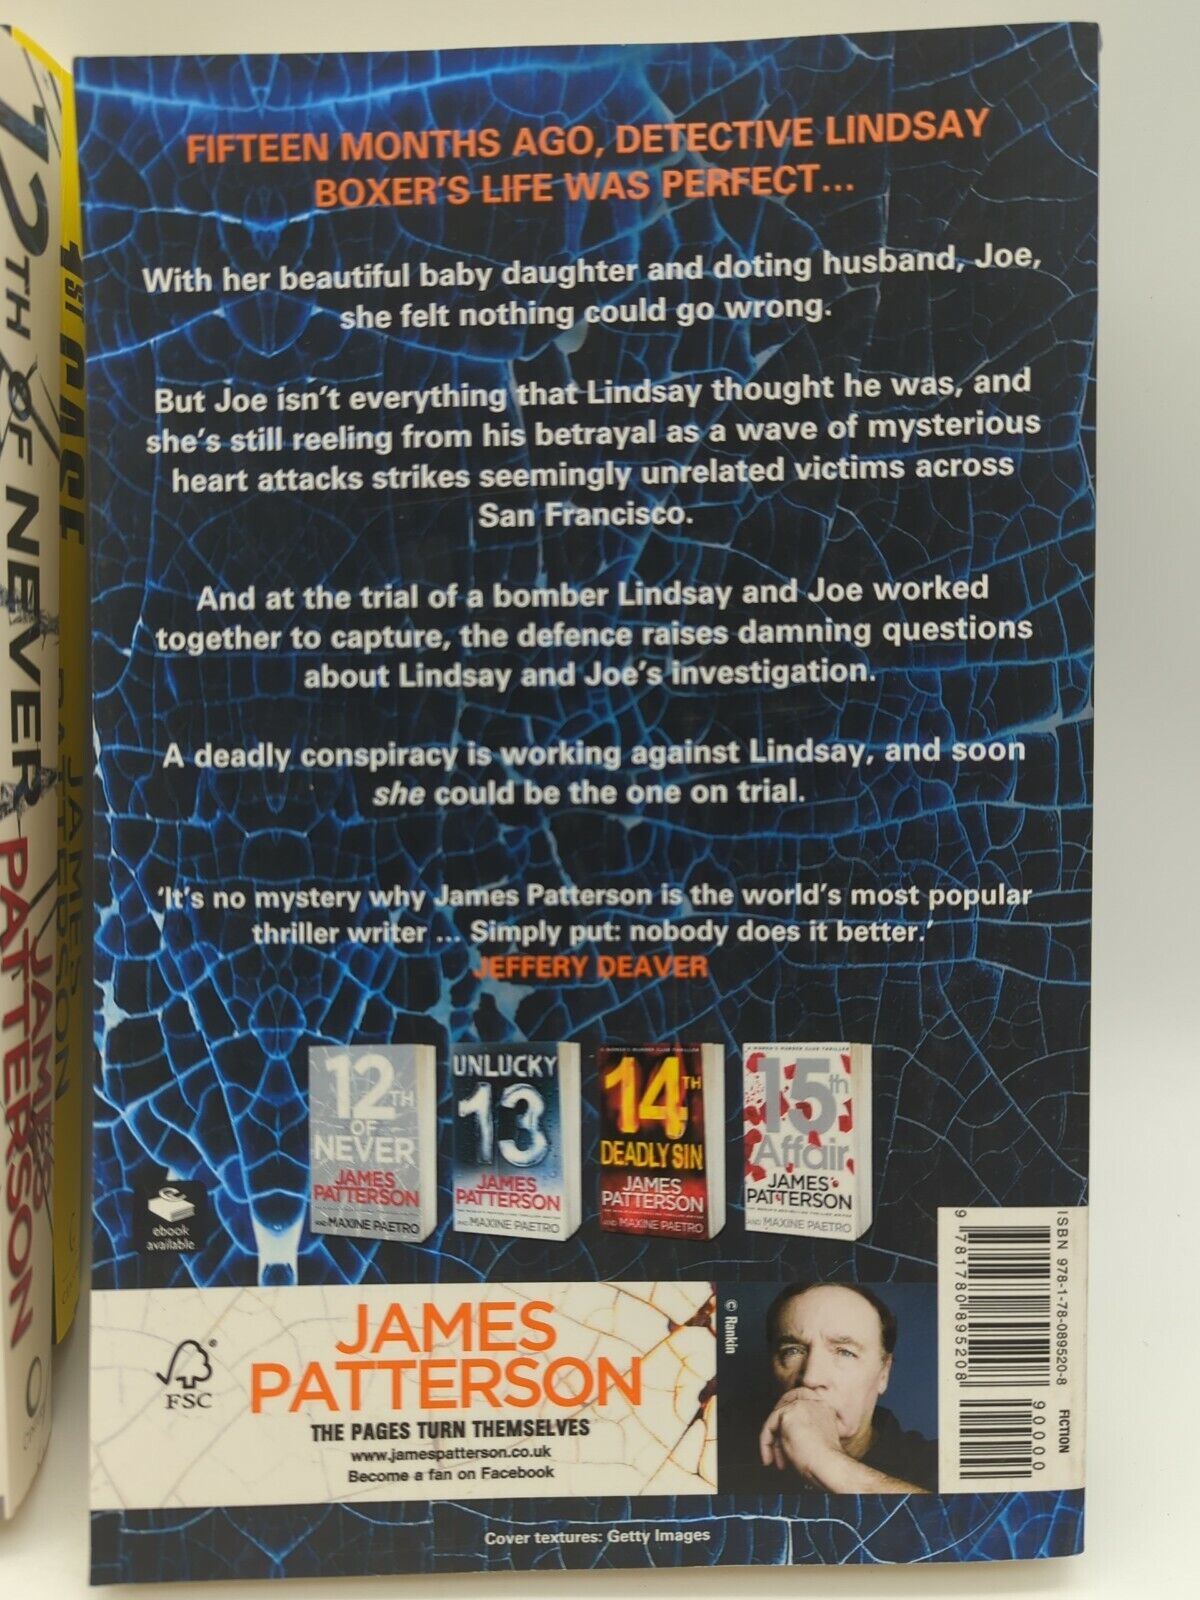 FIFTEEN MONTHS AGO, DETECTIVE LINDSAY
BOXER'S LIFE WAS PERFECT...
With her beautiful baby daughter and doting husband, Joe,
she felt nothing could go wrong.
But Joe isn't everything that Lindsay thought he was, and
she's still reeling from his betrayal as a wave of mysterious
heart attacks strikes seemingly unrelated victims across
San Francisco.
And at the trial of a bomber Lindsay and Joe worked
together to capture, the defence raises damning questions
about Lindsay and Joe's investigation.
A deadly conspiracy is working against Lindsay, and soon
she could be the one on trial.
'It's no mystery why James Patterson is the world's most popular
thriller writer ... Simply put: nobody does it better.'
JEFFERY DEAVER
12TH
OF
NEVER
JAMES
PATTERSON
AND MAXINE PAETRO
UNLUCKY
13
JAMES
PATTERSON
AND MAXINE PAETRO
14TH
DEADLY SIN
JAMES
PATTERSON
AND MAXINE PAETRO
15th
Affair
JAMES
PATTERSON
AND MAXINE PAETRO
ebook
available
FSC
®
JAMES
PATTERSON
THE PAGES TURN THEMSELVES
www.jamespatterson.co.uk
Become a fan on Facebook
© Rankin
ISBN 978-1-78-089520-8
FICTION
9 781780 895208
90000
Cover textures: Getty Images
12TH OF NEVER
JAMES
PATTERSON
JAMES
PATTERSON